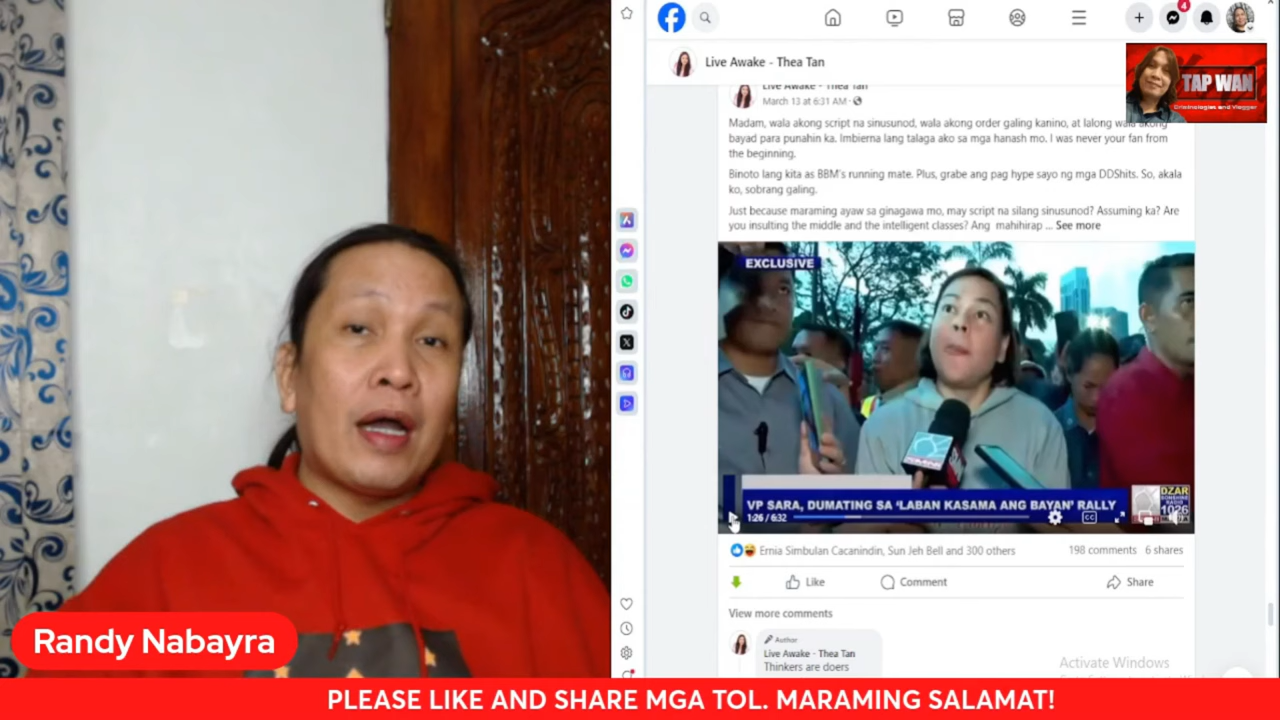 Live Awake - Thea Tan
4
TAP WAN
Live Awake - Thea Tan
March 13 at 6:31 AM
Madam, wala akong script na sinusunod, wala akong order galing kanino, at lalong wala akong
bayad para punahin ka. Imbierna lang talaga ako sa mga hanash mo. I was never your fan from
the beginning.
Binoto lang kita as BBM's running mate. Plus, grabe ang pag hype sayo ng mga DDShits. So, akala
ko, sobrang galing.
Just because maraming ayaw sa ginagawa mo, may script na silang sinusunod? Assuming ka? Are
you insulting the middle and the intelligent classes? Ang mahihirap ... See more
EXCLUSIVE
VP SARA, DUMATING SA 'LABAN KASAMA ANG BAYAN' RALLY
DZAR
1026
1:26 / 6:32
CC
Ernia Simbulan Cacanindin, Sun Jeh Bell and 300 others
198 comments 6 shares
Like
Comment
Share
View more comments
Author
Live Awake - Thea Tan
Thinkers are doers
Activate Windows
Randy Nabayra
PLEASE LIKE AND SHARE MGA TOL. MARAMING SALAMAT!